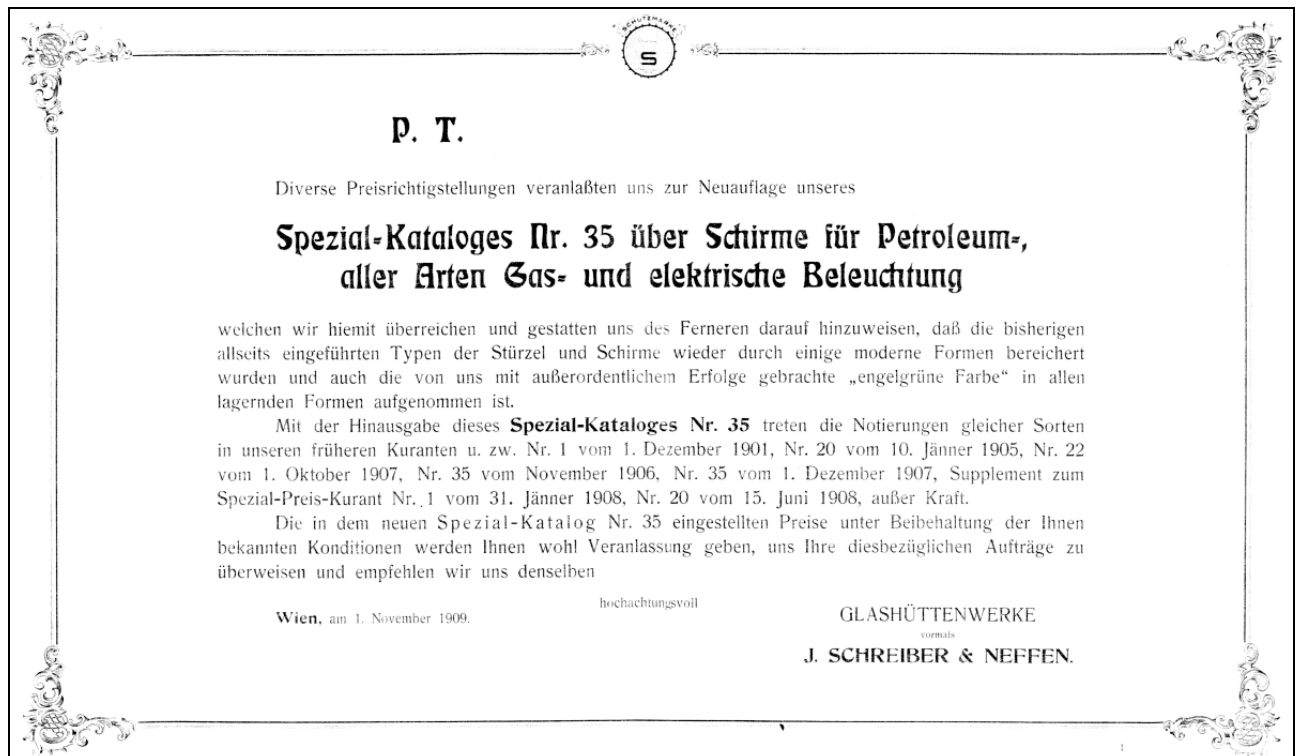 SCHUTZMARKE
S
P. T.
Diverse Preisrichtigstellungen veranlaßten uns zur Neuauflage unseres
Spezial-Kataloges Nr. 35 über Schirme für Petroleum-,
aller Arten Gas- und elektrische Beleuchtung
welchen wir hiemit überreichen und gestatten uns des Ferneren darauf hinzuweisen, daß die bisherigen
allseits eingeführten Typen der Stürzel und Schirme wieder durch einige moderne Formen bereichert
wurden und auch die von uns mit außerordentlichem Erfolge gebrachte „engelgrüne Farbe“ in allen
lagernden Formen aufgenommen ist.
Mit der Hinausgabe dieses Spezial-Kataloges Nr. 35 treten die Notierungen gleicher Sorten
in unseren früheren Kuranten u. zw. Nr. 1 vom 1. Dezember 1901, Nr. 20 vom 10. Jänner 1905, Nr. 22
vom 1. Oktober 1907, Nr. 35 vom November 1906, Nr. 35 vom 1. Dezember 1907, Supplement zum
Spezial-Preis-Kurant Nr. 1 vom 31. Jänner 1908, Nr. 20 vom 15. Juni 1908, außer Kraft.
Die in dem neuen Spezial-Katalog Nr. 35 eingestellten Preise unter Beibehaltung der Ihnen
bekannten Konditionen werden Ihnen wohl Veranlassung geben, uns Ihre diesbezüglichen Aufträge zu
überweisen und empfehlen wir uns denselben
hochachtungsvoll
Wien, am 1. November 1909.
GLASHÜTTENWERKE
vormals
J. SCHREIBER & NEFFEN.
1